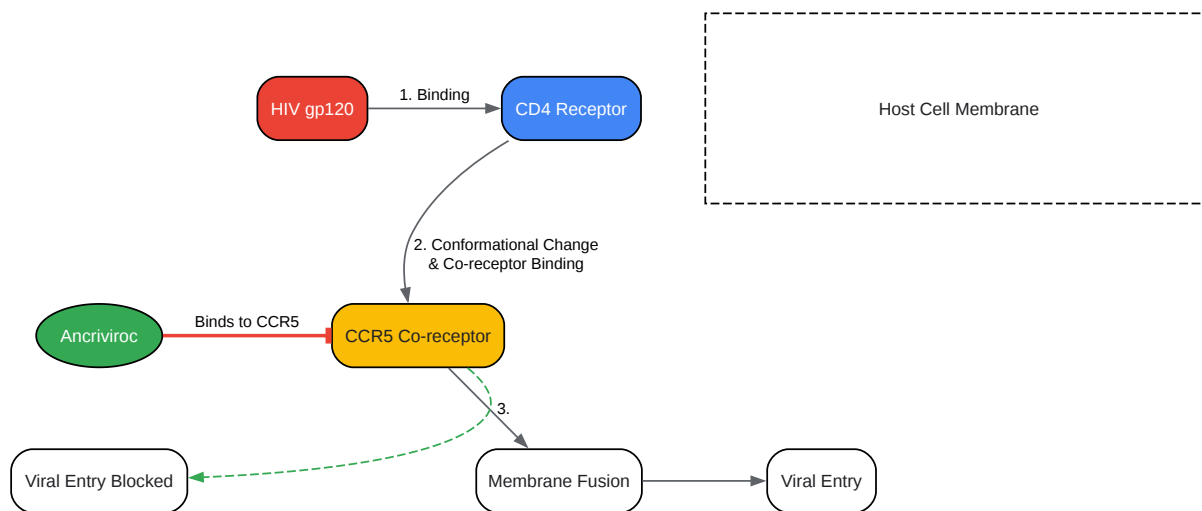 HIV gp120
1. Binding
CD4 Receptor
Host Cell Membrane
2. Conformational Change
& Co-receptor Binding
Ancriviroc
Binds to CCR5
CCR5 Co-receptor
3.
Viral Entry Blocked
Membrane Fusion
Viral Entry